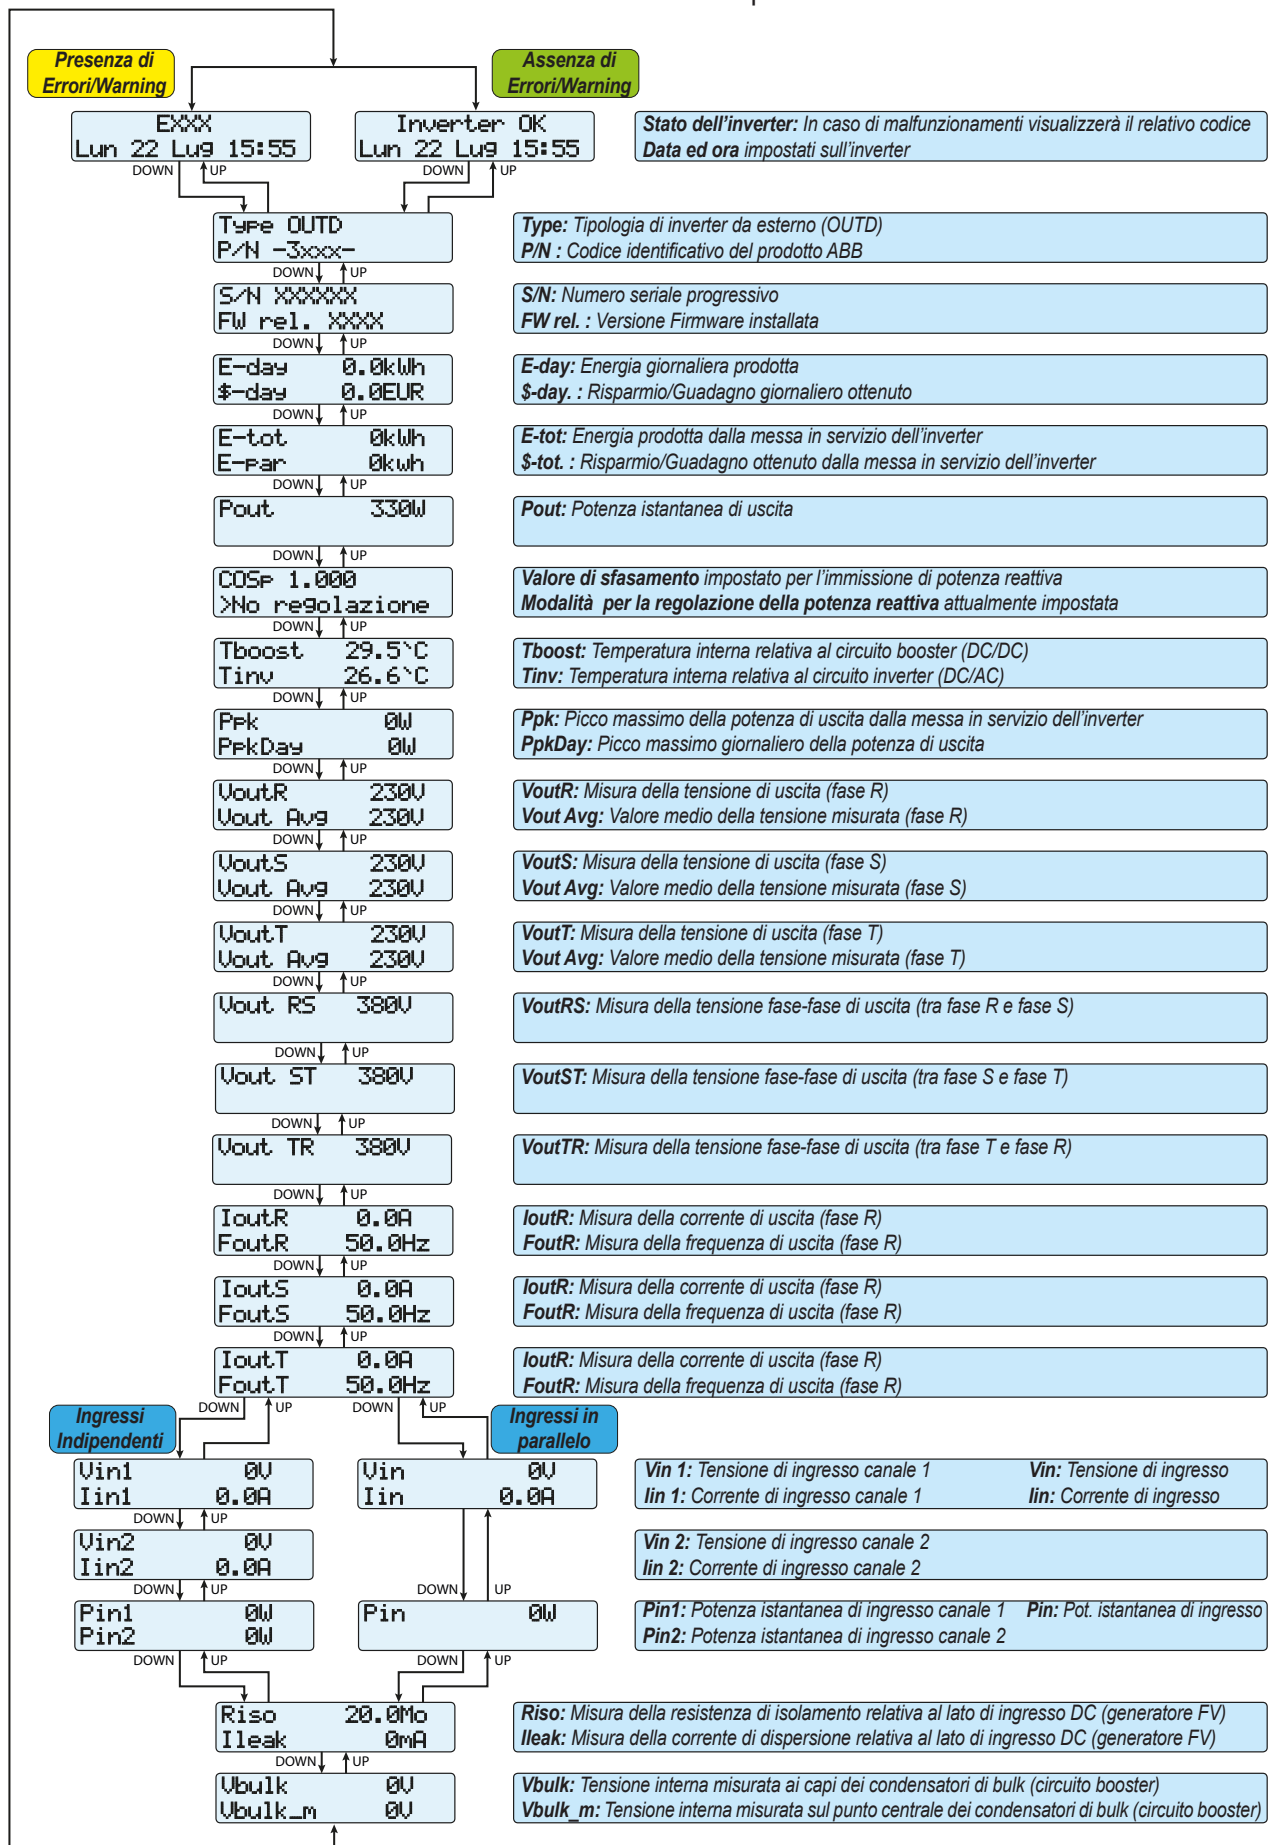 Presenza di
Errori/Warning
Assenza di
Errori/Warning
EXXX
Lun 22 Lug 15:55
Inverter OK
Lun 22 Lug 15:55
Stato dell'inverter: In caso di malfunzionamenti visualizzerà il relativo codice
Data ed ora impostati sull'inverter
DOWN UP
DOWN UP
Type OUTD
P/N -3xxx-
Type: Tipologia di inverter da esterno (OUTD)
P/N : Codice identificativo del prodotto ABB
DOWN UP
S/N XXXXXX
FW rel. XXXX
S/N: Numero seriale progressivo
FW rel. : Versione Firmware installata
DOWN UP
E-day 0.0kWh
$-day 0.0EUR
E-day: Energia giornaliera prodotta
$-day. : Risparmio/Guadagno giornaliero ottenuto
DOWN UP
E-tot 0kWh
E-par 0kwh
E-tot: Energia prodotta dalla messa in servizio dell'inverter
$-tot. : Risparmio/Guadagno ottenuto dalla messa in servizio dell'inverter
DOWN UP
Pout 330W
Pout: Potenza istantanea di uscita
DOWN UP
COSp 1.000
>No regolazione
Valore di sfasamento impostato per l'immissione di potenza reattiva
Modalità per la regolazione della potenza reattiva attualmente impostata
DOWN UP
Tboost 29.5`C
Tinv 26.6`C
Tboost: Temperatura interna relativa al circuito booster (DC/DC)
Tinv: Temperatura interna relativa al circuito inverter (DC/AC)
DOWN UP
Ppk 0W
PpkDay 0W
Ppk: Picco massimo della potenza di uscita dalla messa in servizio dell'inverter
PpkDay: Picco massimo giornaliero della potenza di uscita
DOWN UP
VoutR 230V
Vout Avg 230V
VoutR: Misura della tensione di uscita (fase R)
Vout Avg: Valore medio della tensione misurata (fase R)
DOWN UP
VoutS 230V
Vout Avg 230V
VoutS: Misura della tensione di uscita (fase S)
Vout Avg: Valore medio della tensione misurata (fase S)
DOWN UP
VoutT 230V
Vout Avg 230V
VoutT: Misura della tensione di uscita (fase T)
Vout Avg: Valore medio della tensione misurata (fase T)
DOWN UP
Vout RS 380V
VoutRS: Misura della tensione fase-fase di uscita (tra fase R e fase S)
DOWN UP
Vout ST 380V
VoutST: Misura della tensione fase-fase di uscita (tra fase S e fase T)
DOWN UP
Vout TR 380V
VoutTR: Misura della tensione fase-fase di uscita (tra fase T e fase R)
DOWN UP
IoutR 0.0A
FoutR 50.0Hz
IoutR: Misura della corrente di uscita (fase R)
FoutR: Misura della frequenza di uscita (fase R)
DOWN UP
IoutS 0.0A
FoutS 50.0Hz
IoutR: Misura della corrente di uscita (fase R)
FoutR: Misura della frequenza di uscita (fase R)
DOWN UP
IoutT 0.0A
FoutT 50.0Hz
IoutR: Misura della corrente di uscita (fase R)
FoutR: Misura della frequenza di uscita (fase R)
DOWN UP
DOWN UP
Ingressi
Indipendenti
Ingressi in
parallelo
Vin1 0V
Iin1 0.0A
Vin 0V
Iin 0.0A
Vin 1: Tensione di ingresso canale 1 Vin: Tensione di ingresso
Iin 1: Corrente di ingresso canale 1 Iin: Corrente di ingresso
DOWN UP
Vin2 0V
Iin2 0.0A
Vin 2: Tensione di ingresso canale 2
Iin 2: Corrente di ingresso canale 2
DOWN UP
DOWN UP
Pin1 0W
Pin2 0W
Pin 0W
Pin1: Potenza istantanea di ingresso canale 1 Pin: Pot. istantanea di ingresso
Pin2: Potenza istantanea di ingresso canale 2
DOWN UP
DOWN UP
Riso 20.0Mo
Ileak 0mA
Riso: Misura della resistenza di isolamento relativa al lato di ingresso DC (generatore FV)
Ileak: Misura della corrente di dispersione relativa al lato di ingresso DC (generatore FV)
DOWN UP
Vbulk 0V
Vbulk_m 0V
Vbulk: Tensione interna misurata ai capi dei condensatori di bulk (circuito booster)
Vbulk_m: Tensione interna misurata sul punto centrale dei condensatori di bulk (circuito booster)